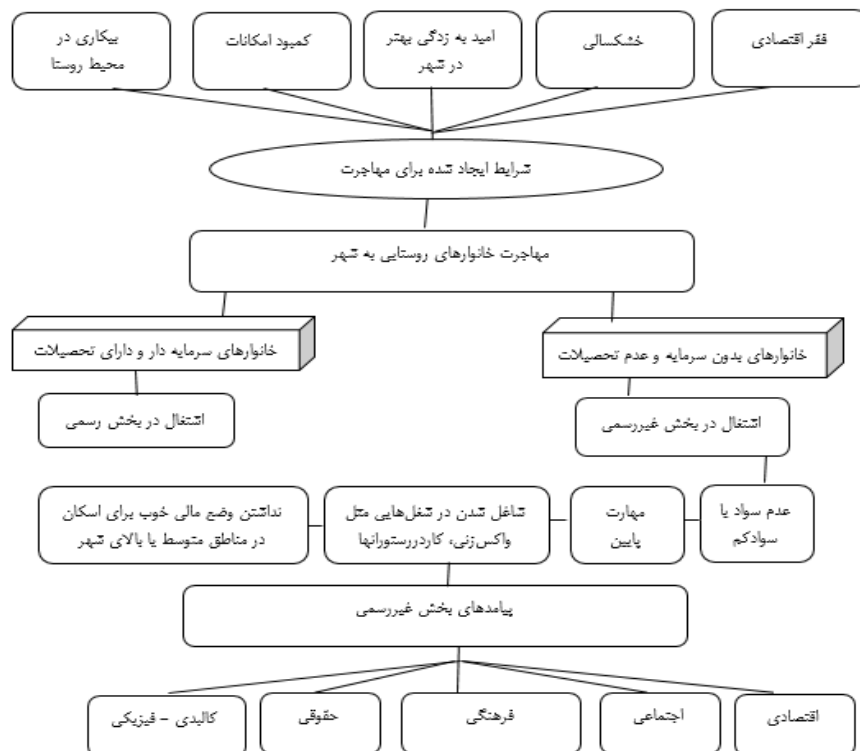 فقر اقتصادی
خشکسالی
امید به زدگی بهتر
در شهر
کمبود امکانات
بیکاری در
محیط روستا
شرایط ایجاد شده برای مهاجرت
مهاجرت خانوارهای روستایی به شهر
خانوارهای بدون سرمایه و عدم تحصیلات
خانوارهای سرمایه دار و دارای تحصیلات
اشتغال در بخش غیررسمی
اشتغال در بخش رسمی
عدم سواد یا
سوادکم
مهارت
پایین
شاغل شدن در شغل‌هایی مثل
واکس‌زنی، کاردررستورانها
نداشتن وضع مالی خوب برای اسکان
در مناطق متوسط یا بالای شهر
پیامدهای بخش غیررسمی
اقتصادی
اجتماعی
فرهنگی
حقوقی
کالبدی - فیزیکی